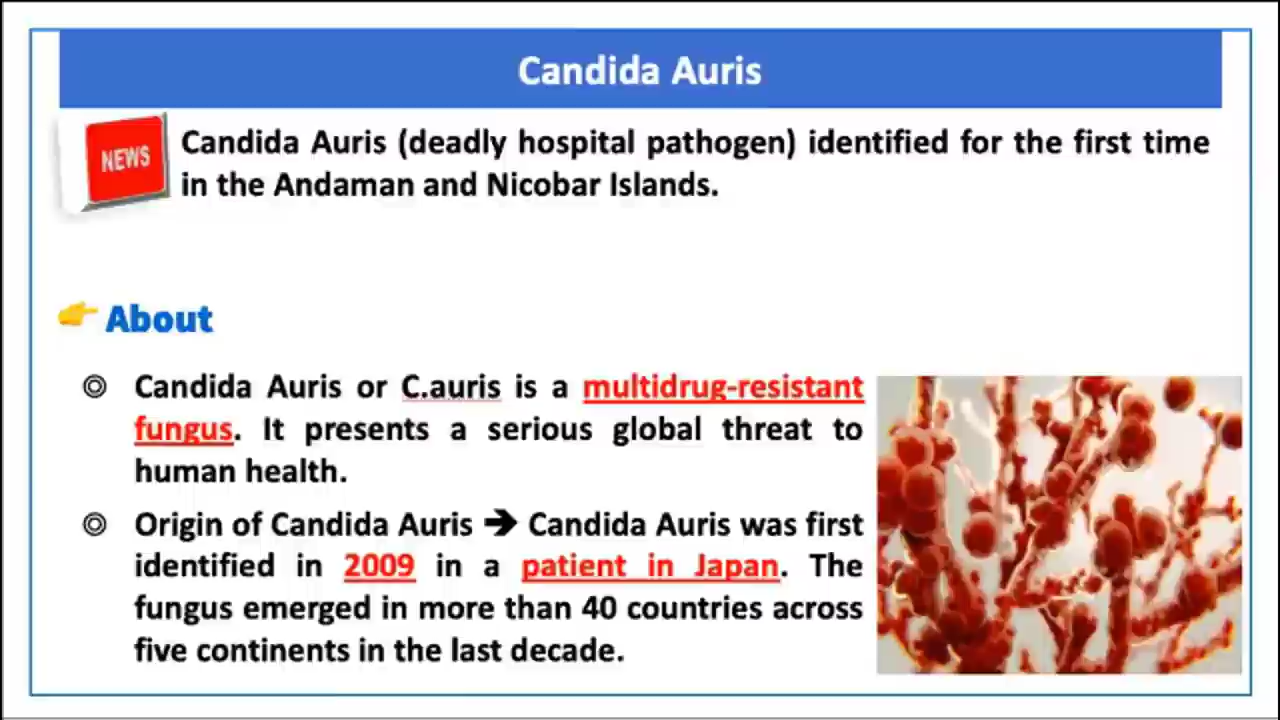 Candida Auris
NEWS
Candida Auris (deadly hospital pathogen) identified for the first time
in the Andaman and Nicobar Islands.
About
Candida Auris or C.auris is a multidrug-resistant
fungus. It presents a serious global threat to
human health.
Origin of Candida Auris ➔ Candida Auris was first
identified in 2009 in a patient in Japan. The
fungus emerged in more than 40 countries across
five continents in the last decade.